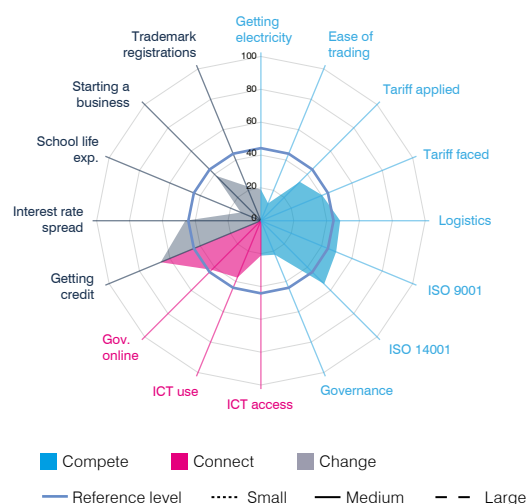 Getting
electricity
Ease of
trading
Tariff applied
Tariff faced
Logistics
ISO 9001
ISO 14001
Governance
ICT access
ICT use
Gov.
online
Getting
credit
Interest rate
spread
School life
exp.
Starting a
business
Trademark
registrations
100
80
60
40
20
0
Compete
Connect
Change
Reference level
Small
Medium
Large